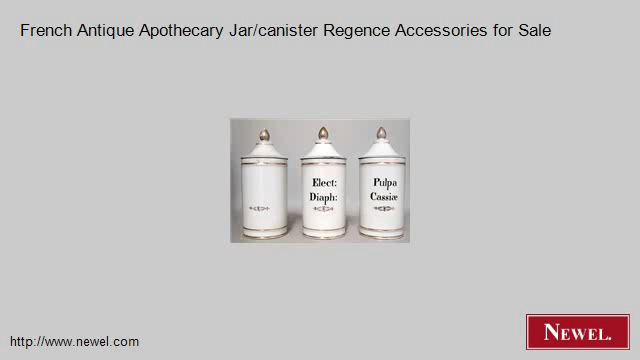 French Antique Apothecary Jar/canister Regence Accessories for Sale
Elect:
Diaph:
Pulpa
Cassiæ
http://www.newel.com
NEWEL.